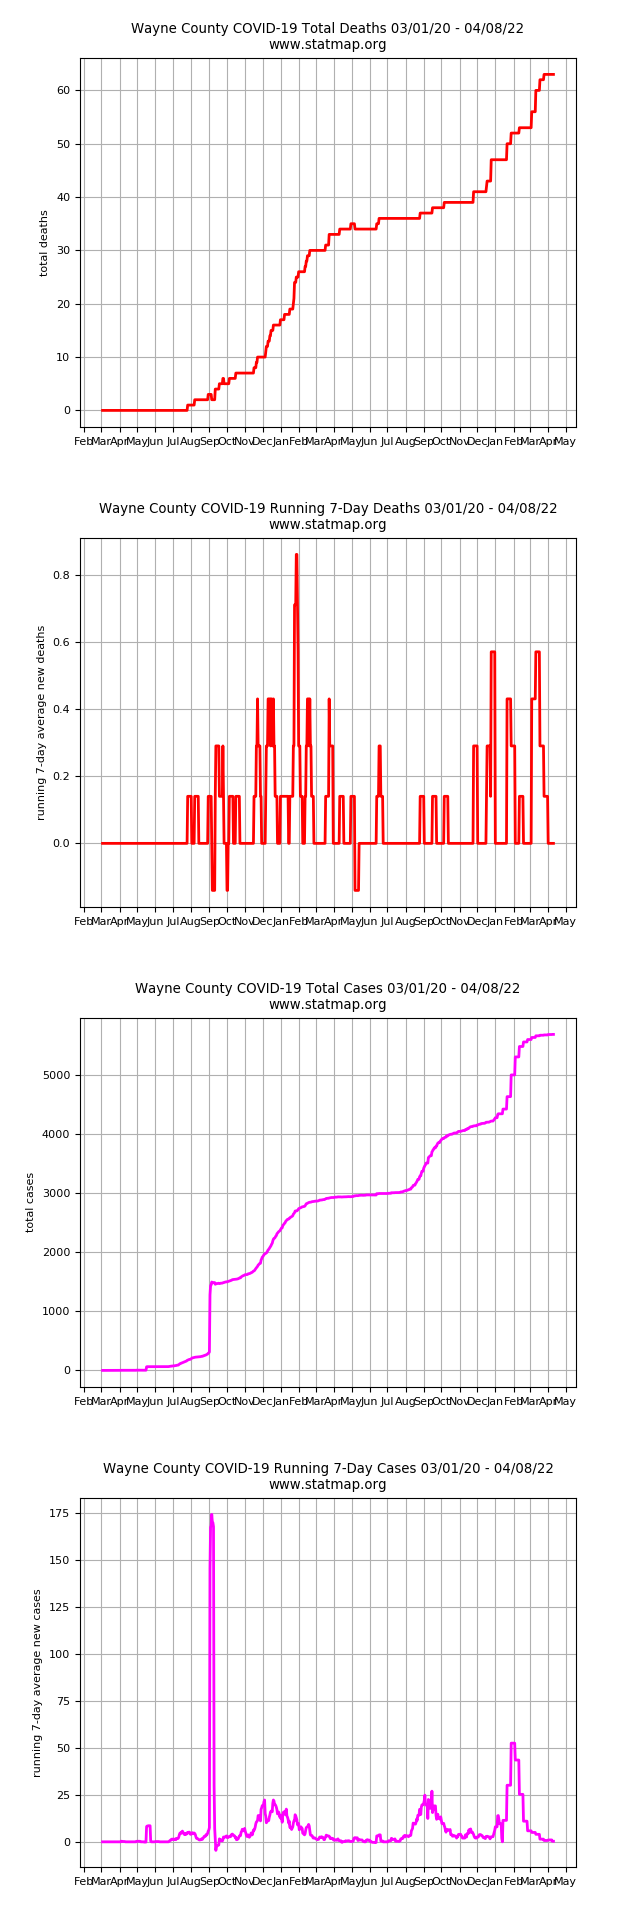 Wayne County COVID-19 Total Deaths 03/01/20 - 04/08/22
www.statmap.org
total deaths
60
50
40
30
20
10
0
Feb Mar Apr May Jun Jul Aug Sep Oct Nov Dec Jan Feb Mar Apr May Jun Jul Aug Sep Oct Nov Dec Jan Feb Mar Apr May
Wayne County COVID-19 Running 7-Day Deaths 03/01/20 - 04/08/22
www.statmap.org
running 7-day average new deaths
0.8
0.6
0.4
0.2
0.0
Feb Mar Apr May Jun Jul Aug Sep Oct Nov Dec Jan Feb Mar Apr May Jun Jul Aug Sep Oct Nov Dec Jan Feb Mar Apr May
Wayne County COVID-19 Total Cases 03/01/20 - 04/08/22
www.statmap.org
total cases
5000
4000
3000
2000
1000
0
Feb Mar Apr May Jun Jul Aug Sep Oct Nov Dec Jan Feb Mar Apr May Jun Jul Aug Sep Oct Nov Dec Jan Feb Mar Apr May
Wayne County COVID-19 Running 7-Day Cases 03/01/20 - 04/08/22
www.statmap.org
running 7-day average new cases
175
150
125
100
75
50
25
0
Feb Mar Apr May Jun Jul Aug Sep Oct Nov Dec Jan Feb Mar Apr May Jun Jul Aug Sep Oct Nov Dec Jan Feb Mar Apr May